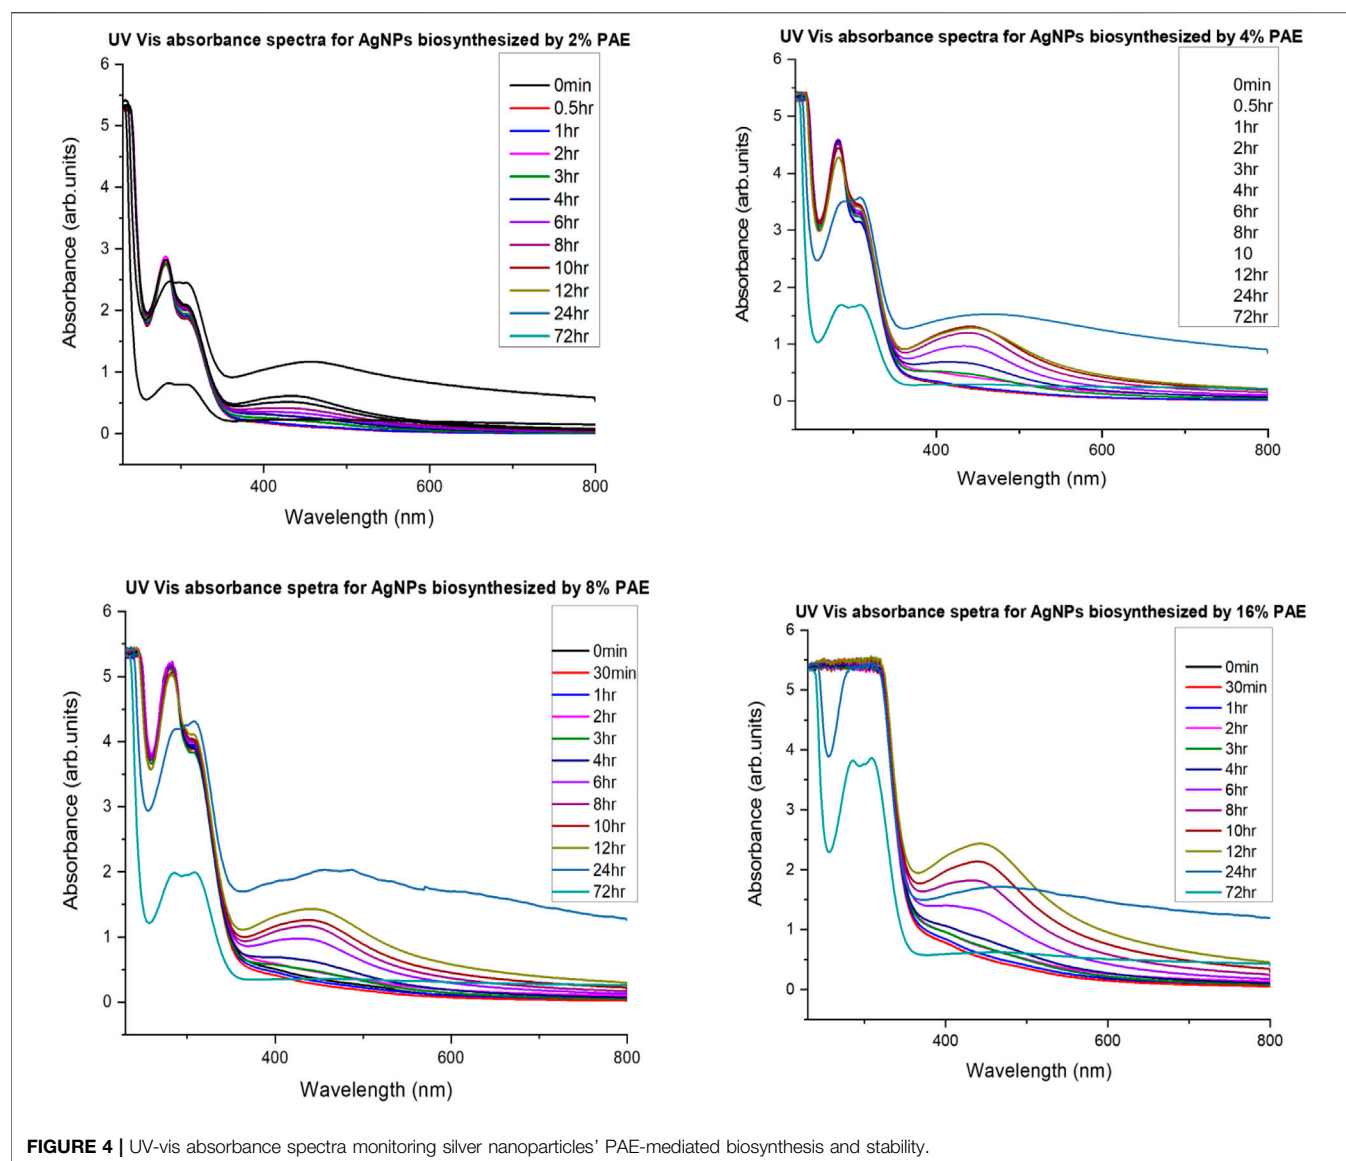 UV Vis absorbance spectra for AgNPs biosynthesized by 2% PAE
6
5
4
3
2
1
0
Absorbance (arb.units)
0min
0.5hr
1hr
2hr
3hr
4hr
6hr
8hr
10hr
12hr
24hr
72hr
400
600
800
Wavelength (nm)
UV Vis absorbance spectra for AgNPs biosynthesized by 4% PAE
6
5
4
3
2
1
0
Absorbance (arb.units)
0min
0.5hr
1hr
2hr
3hr
4hr
6hr
8hr
10
12hr
24hr
72hr
400
600
800
Wavelength (nm)
UV Vis absorbance spetra for AgNPs biosynthesized by 8% PAE
6
5
4
3
2
1
0
Absorbance (arb.units)
0min
30min
1hr
2hr
3hr
4hr
6hr
8hr
10hr
12hr
24hr
72hr
400
600
800
Wavelength (nm)
UV Vis absorbance spetra for AgNPs biosynthesized by 16% PAE
6
5
4
3
2
1
0
Absorbance (arb.units)
0min
30min
1hr
2hr
3hr
4hr
6hr
8hr
10hr
12hr
24hr
72hr
400
600
800
Wavelength (nm)
FIGURE 4 | UV-vis absorbance spectra monitoring silver nanoparticles’ PAE-mediated biosynthesis and stability.